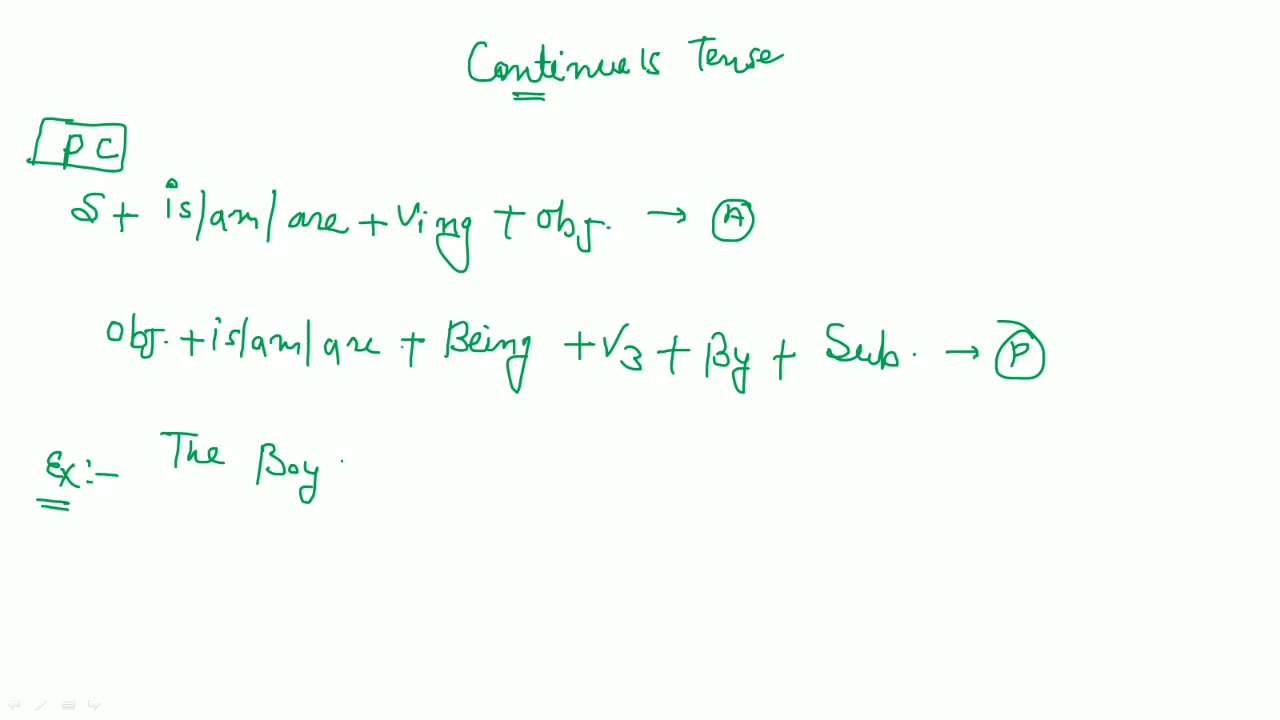 Continuous Tense
PC
S + is/am/are + Ving + obj. → A
Obj. + is/am/are + Being + V3 + By + Sub. → P
Ex:- The Boy